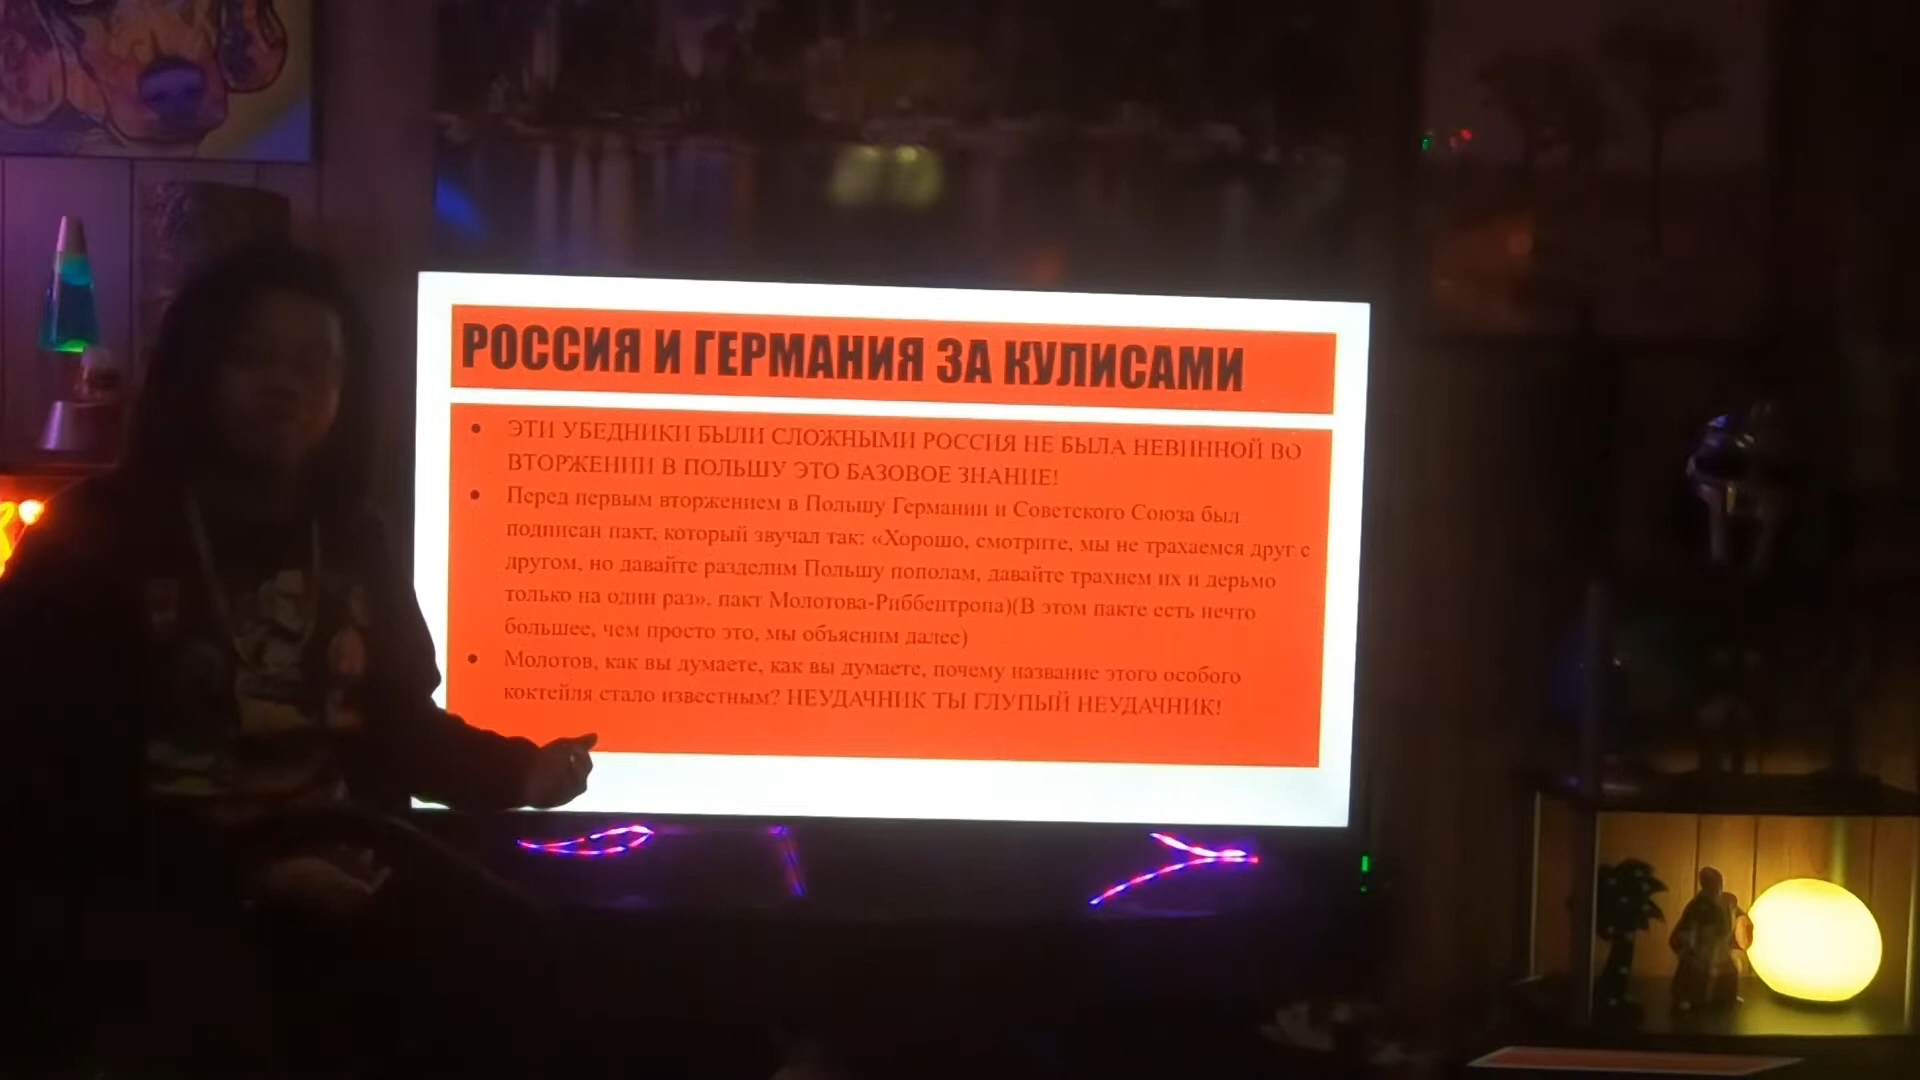 РОССИЯ И ГЕРМАНИЯ ЗА КУЛИСАМИ
• ЭТИ УБЕДНИКИ БЫЛИ СЛОЖНЫМИ РОССИЯ НЕ БЫЛА НЕВИННОЙ ВО
ВТОРЖЕНИИ В ПОЛЬШУ ЭТО БАЗОВОЕ ЗНАНИЕ!
• Перед первым вторжением в Польшу Германии и Советского Союза был
подписан пакт, который звучал так: «Хорошо, смотрите, мы не трахаемся друг с
другом, но давайте разделим Польшу пополам, давайте трахнем их и дерьмо
только на один раз». пакт Молотова-Риббентропа)(В этом пакте есть нечто
большее, чем просто это, мы объясним далее)
• Молотов, как вы думаете, как вы думаете, почему название этого особого
коктейля стало известным? НЕУДАЧНИК ТЫ ГЛУПЫЙ НЕУДАЧНИК!